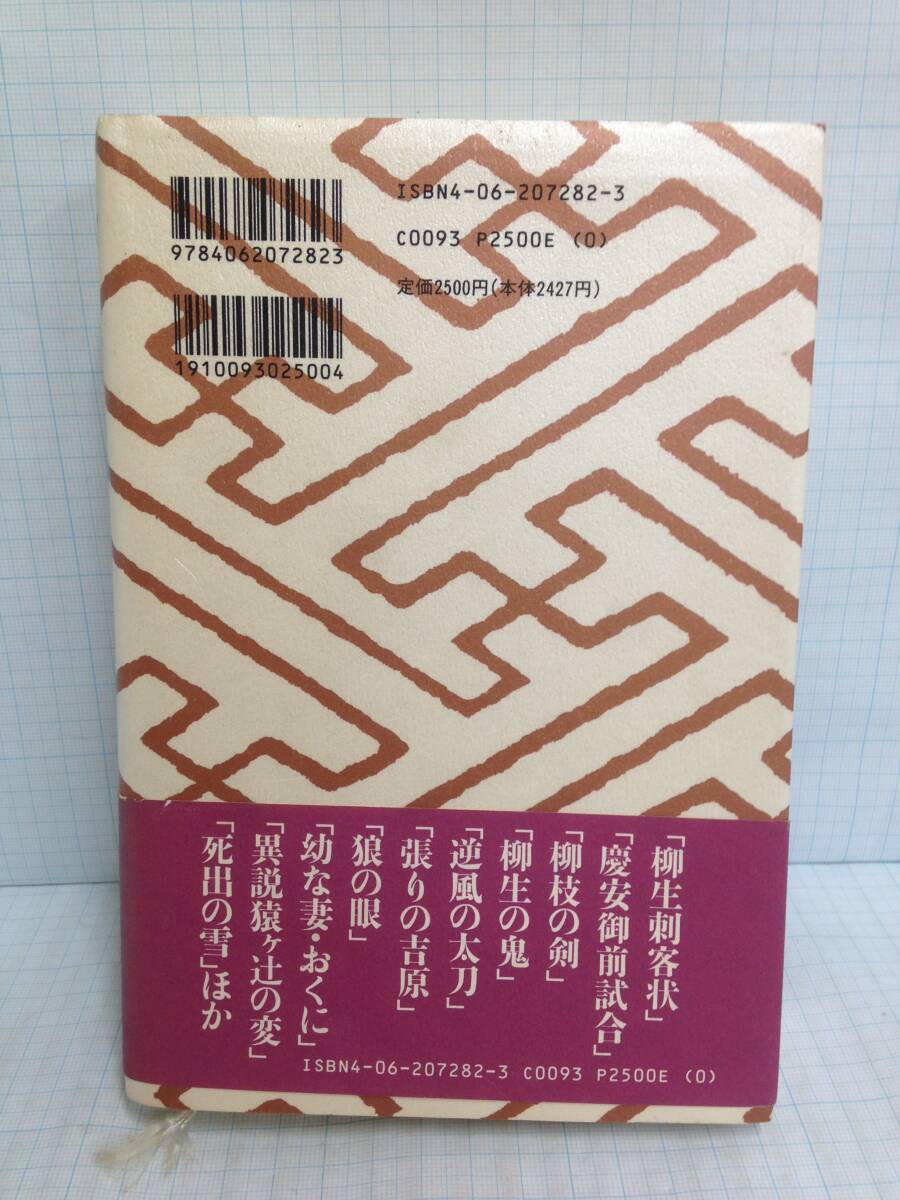 9784062072823
1910093025004
ISBN4-06-207282-3
C0093 P2500E (0)
定価2500円(本体2427円)
「柳生刺客状」
「慶安御前試合」
「柳枝の剣」
「柳生の鬼」
「逆風の太刀」
「張りの吉原」
「狼の眼」
「幼な妻・おくに」
「異説猿ヶ辻の変」
「死出の雪」ほか
ISBN4-06-207282-3 C0093 P2500E (0)